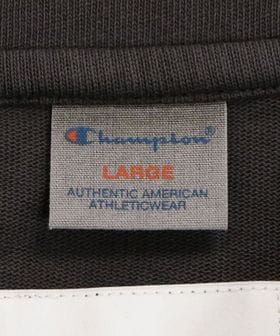 Champion
LARGE
AUTHENTIC AMERICAN
ATHLETICWEAR